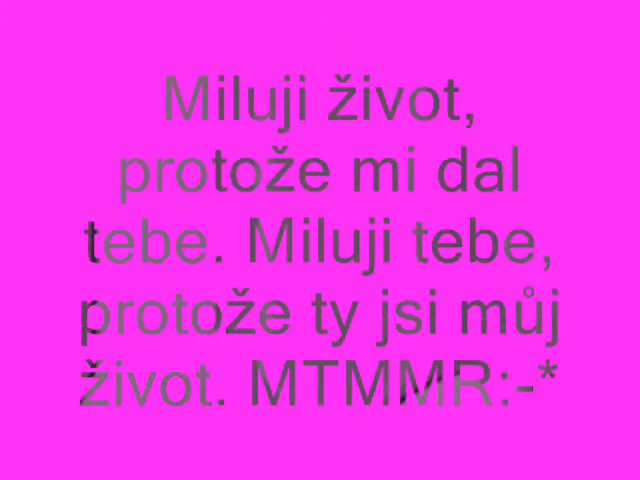 Miluji život,
protože mi dal
tebe. Miluji tebe,
protože ty jsi můj
život. MTMMR:-*